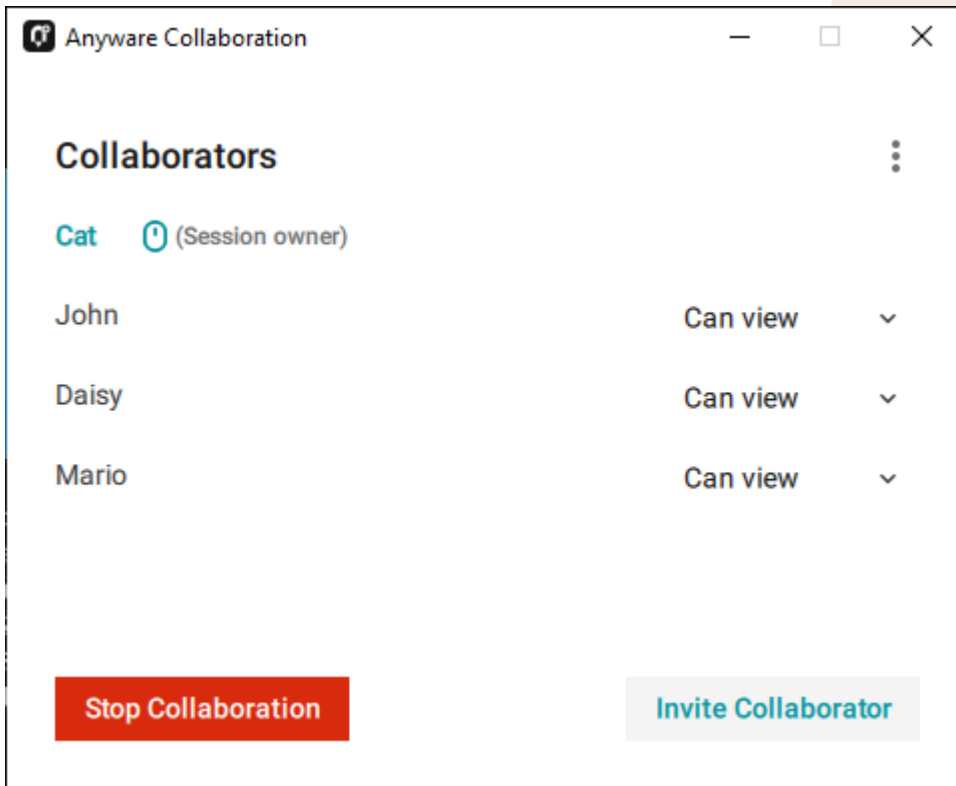 Anyware Collaboration
Collaborators
Cat (Session owner)
John Can view
Daisy Can view
Mario Can view
Stop Collaboration Invite Collaborator